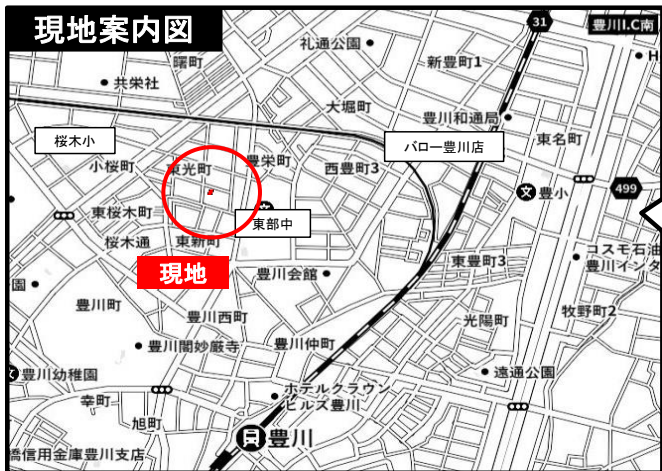 現地案内図
31
豊川I.C南
礼通公園
曙町
新豊町1
H
共栄社
大堀町
豊川和通局
桜木小
バロー豊川店
東名町
小桜町
東光町
豊栄町
西豊町3
文
豊小
499
東桜木町
東部中
桜木通
東新町
コスモ石油
豊川インタ
現地
豊川会館
東豊町3
園
豊川町
豊川西町
光陽町
牧野町2
豊川閣妙厳寺
豊川仲町
文
豊川幼稚園
遠通公園
幸町
ホテルクラウン
ヒルズ豊川
旭町
豊川
橋信用金庫豊川支店